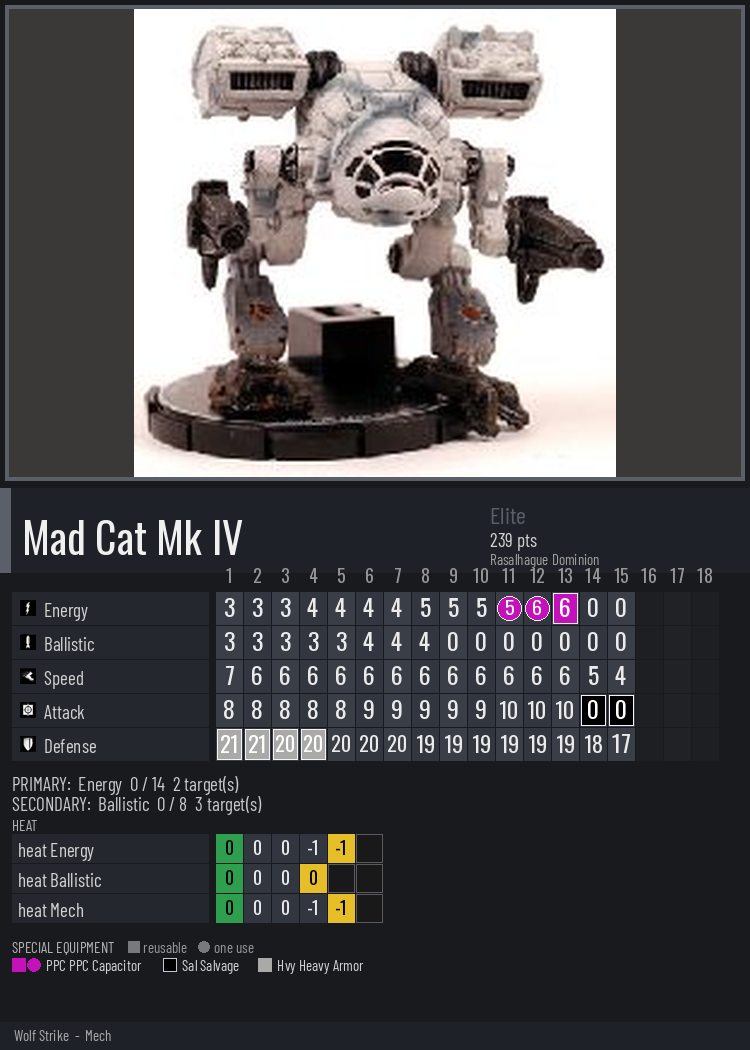 Mad Cat Mk IV
Elite
239 pts
Rasalhague Dominion
1 2 3 4 5 6 7 8 9 10 11 12 13 14 15 16 17 18
Energy 3 3 3 4 4 4 4 5 5 5 5 6 6 0 0
Ballistic 3 3 3 3 3 4 4 4 0 0 0 0 0 0 0
Speed 7 6 6 6 6 6 6 6 6 6 6 6 6 5 4
Attack 8 8 8 8 8 9 9 9 9 9 10 10 10 0 0
Defense 21 21 20 20 20 20 20 19 19 19 19 19 19 18 17
PRIMARY: Energy 0 / 14 2 target(s)
SECONDARY: Ballistic 0 / 8 3 target(s)
HEAT
heat Energy 0 0 0 -1 -1
heat Ballistic 0 0 0 0
heat Mech 0 0 0 -1 -1
SPECIAL EQUIPMENT reusable one use
PPC PPC Capacitor Sal Salvage Hvy Heavy Armor
Wolf Strike - Mech